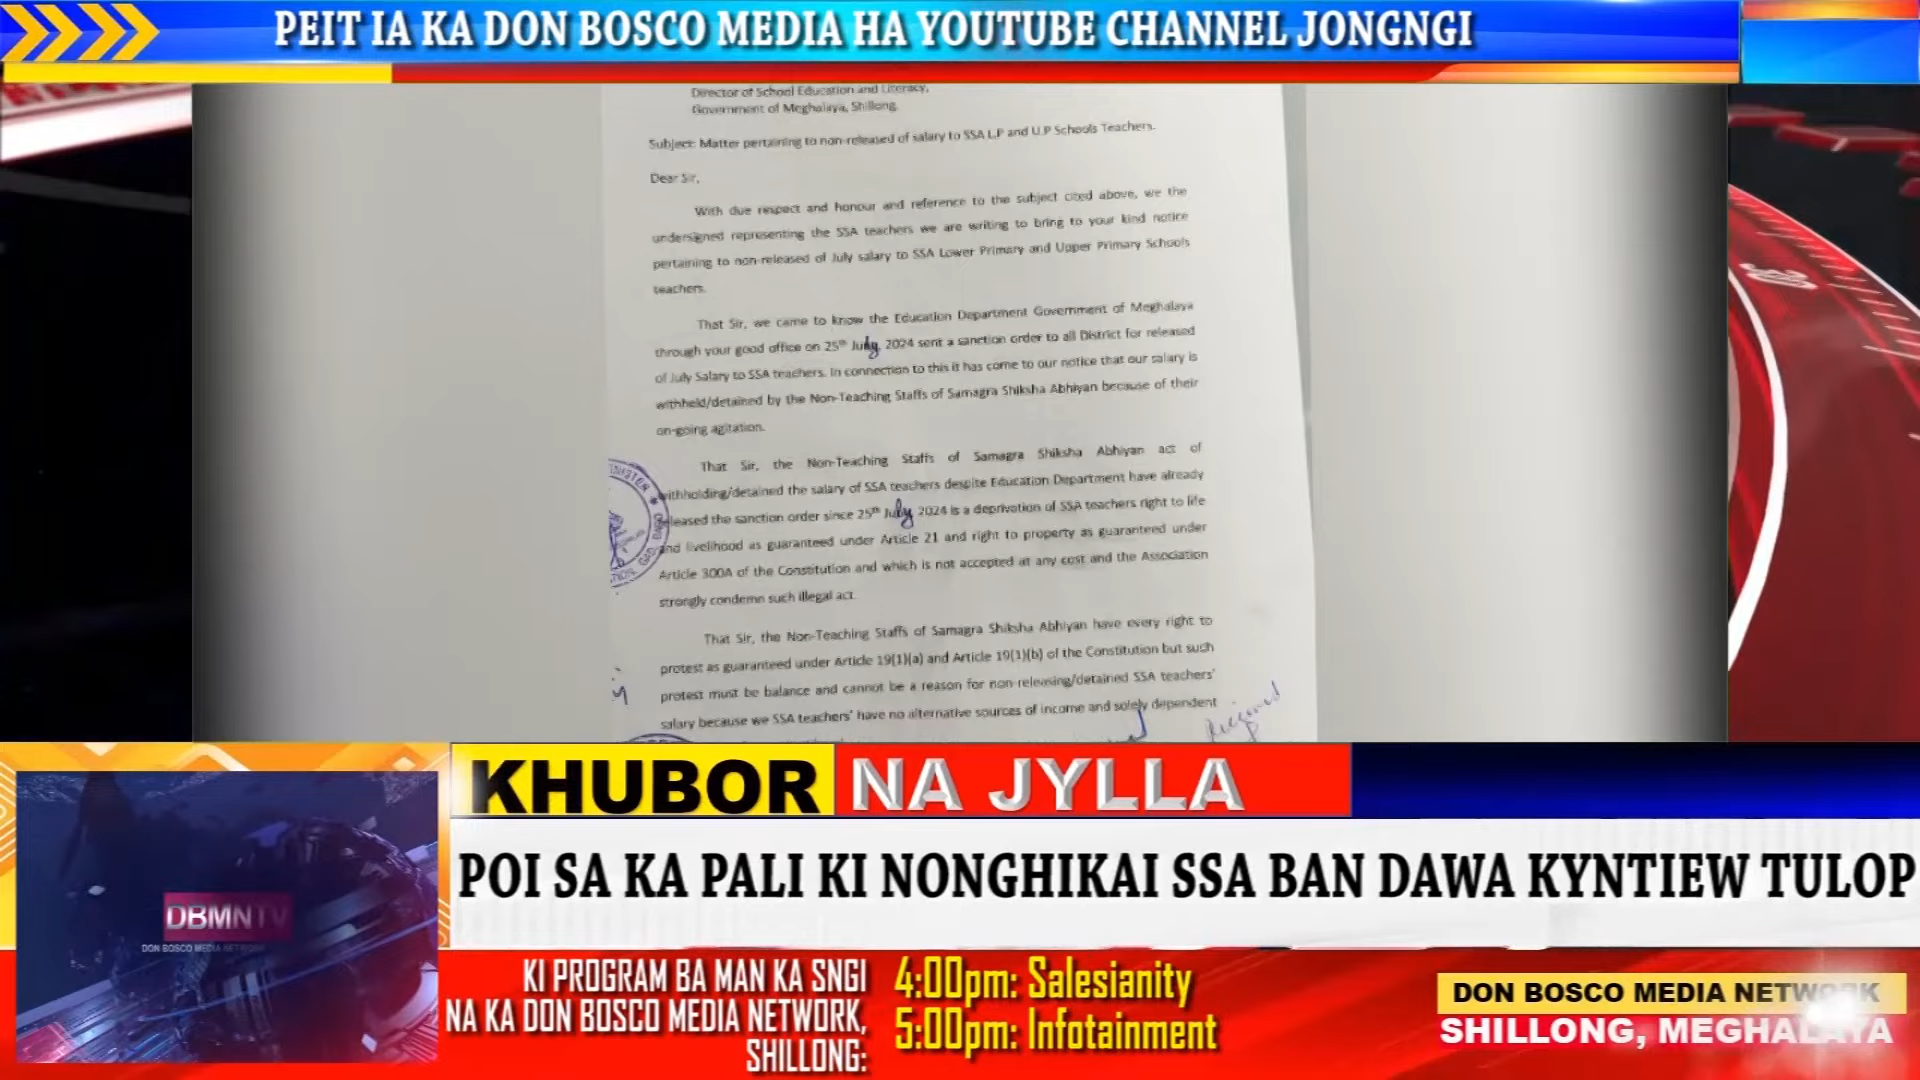 PEIT IA KA DON BOSCO MEDIA HA YOUTUBE CHANNEL JONGNGI
Director of School Education and Literacy,
Government of Meghalaya, Shillong.
Subject: Matter pertaining to non-released of salary to SSA L.P and U.P Schools Teachers.
Dear Sir,
With due respect and honour and reference to the subject cited above, we the
undersigned representing the SSA teachers we are writing to bring to your kind notice
pertaining to non-released of July salary to SSA Lower Primary and Upper Primary Schools
teachers.
That Sir, we came to know the Education Department Government of Meghalaya
through your good office on 25th July, 2024 sent a sanction order to all District for released
of July Salary to SSA teachers. In connection to this it has come to our notice that our salary is
withheld/detained by the Non-Teaching Staffs of Samagra Shiksha Abhiyan because of their
on-going agitation.
That Sir, the Non-Teaching Staffs of Samagra Shiksha Abhiyan act of
withholding/detained the salary of SSA teachers despite Education Department have already
released the sanction order since 25th July 2024 is a deprivation of SSA teachers right to life
and livelihood as guaranteed under Article 21 and right to property as guaranteed under
Article 300A of the Constitution and which is not accepted at any cost and the Association
strongly condemn such illegal act.
That Sir, the Non-Teaching Staffs of Samagra Shiksha Abhiyan have every right to
protest as guaranteed under Article 19(1)(a) and Article 19(1)(b) of the Constitution but such
protest must be balance and cannot be a reason for non-releasing/detained SSA teachers'
salary because we SSA teachers' have no alternative sources of income and solely dependent
KHUBOR NA JYLLA
POI SA KA PALI KI NONGHIKAI SSA BAN DAWA KYNTIEW TULOP
DBMNTV
DON BOSCO MEDIA NETWORK
KI PROGRAM BA MAN KA SNGI
NA KA DON BOSCO MEDIA NETWORK,
SHILLONG:
4:00pm: Salesianity
5:00pm: Infotainment
DON BOSCO MEDIA NETWORK
SHILLONG, MEGHALAYA